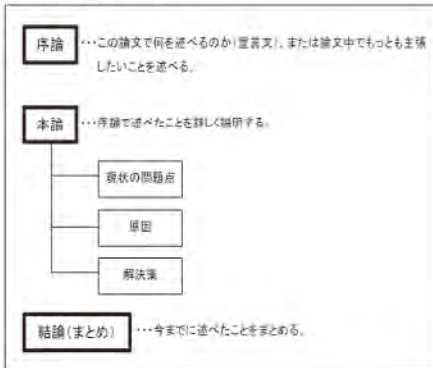 序論 ・・・この論文で何を述べるのか(宣言文)、または論文中でもっとも主張
したいことを述べる。
本論 ・・・序論で述べたことを詳しく説明する。
現状の問題点
原因
解決策
結論(まとめ) ・・・今までに述べたことをまとめる。